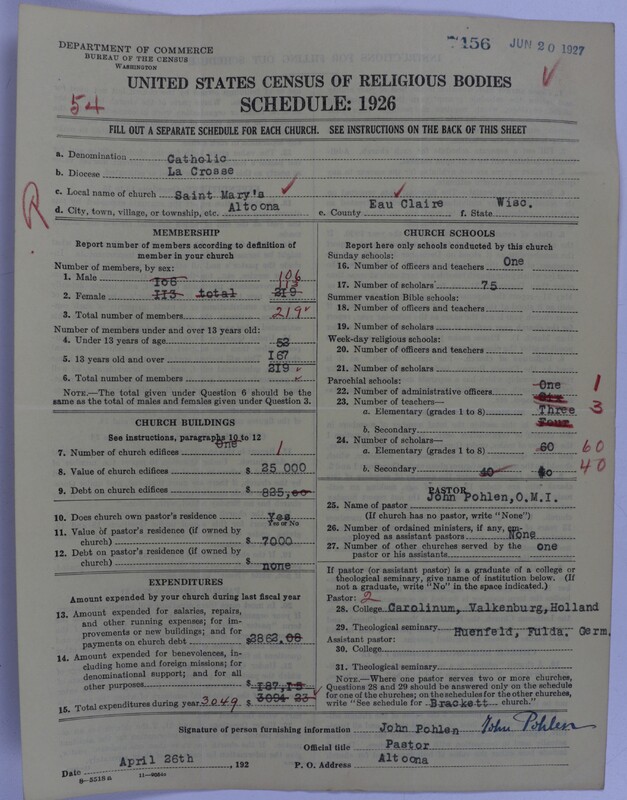 7156 JUN 20 1927
DEPARTMENT OF COMMERCE
BUREAU OF THE CENSUS
WASHINGTON
UNITED STATES CENSUS OF RELIGIOUS BODIES
54
SCHEDULE: 1926
FILL OUT A SEPARATE SCHEDULE FOR EACH CHURCH. SEE INSTRUCTIONS ON THE BACK OF THIS SHEET
a. Denomination Catholic
b. Diocese La Crosse
c. Local name of church Saint Mary's
R
d. City, town, village, or township, etc. Altoona e. County Eau Claire f. State Wisc.
MEMBERSHIP
Report number of members according to definition of
member in your church
Number of members, by sex:
1. Male 106 106
2. Female 113 total 113 219
3. Total number of members 219
Number of members under and over 13 years old:
4. Under 13 years of age 52
5. 13 years old and over 167
219
6. Total number of members
NOTE.—The total given under Question 6 should be the
same as the total of males and females given under Question 3.
CHURCH BUILDINGS
See instructions, paragraphs 10 to 12
7. Number of church edifices One 1
8. Value of church edifices $ 25 000
9. Debt on church edifices $ 825,00
10. Does church own pastor's residence? Yes
Yes or No
11. Value of pastor's residence (if owned by
church) $ 7000
12. Debt on pastor's residence (if owned by
church) $ none
EXPENDITURES
Amount expended by your church during last fiscal year
13. Amount expended for salaries, repairs,
and other running expenses; for im-
provements or new buildings; and for
payments on church debt $ 2862.08
14. Amount expended for benevolences, in-
cluding home and foreign missions; for
denominational support; and for all
other purposes $ 187,15
15. Total expenditures during year 3049 $ 3094 23
CHURCH SCHOOLS
Report here only schools conducted by this church
Sunday schools:
16. Number of officers and teachers One
17. Number of scholars 75
Summer vacation Bible schools:
18. Number of officers and teachers
19. Number of scholars
Week-day religious schools:
20. Number of officers and teachers
21. Number of scholars
Parochial schools:
22. Number of administrative officers One 1
23. Number of teachers— Six
a. Elementary (grades 1 to 8) Three 3
b. Secondary Four
24. Number of scholars—
a. Elementary (grades 1 to 8) 60 60
b. Secondary 40 40 40
PASTOR
25. Name of pastor John Pohlen,O.M.I.
(If church has no pastor, write "None")
26. Number of ordained ministers, if any, em-
ployed as assistant pastors None
27. Number of other churches served by the
pastor or his assistants one
If pastor (or assistant pastor) is a graduate of a college or
theological seminary, give name of institution below. (If
not a graduate, write "No" in the space indicated.)
Pastor: 2
28. College Carolinum, Valkenburg,Holland
29. Theological seminary Huenfeld, Fulda. Germ.
Assistant pastor:
30. College
31. Theological seminary
NOTE.—Where one pastor serves two or more churches,
Questions 28 and 29 should be answered only on the schedule
for one of the churches; on the schedules for the other churches,
write "See schedule for Brackett church."
Signature of person furnishing information John Pohlen John Pohlen
Official title Pastor
Date April 26th, 192 P. O. Address Altoona
8-5518a